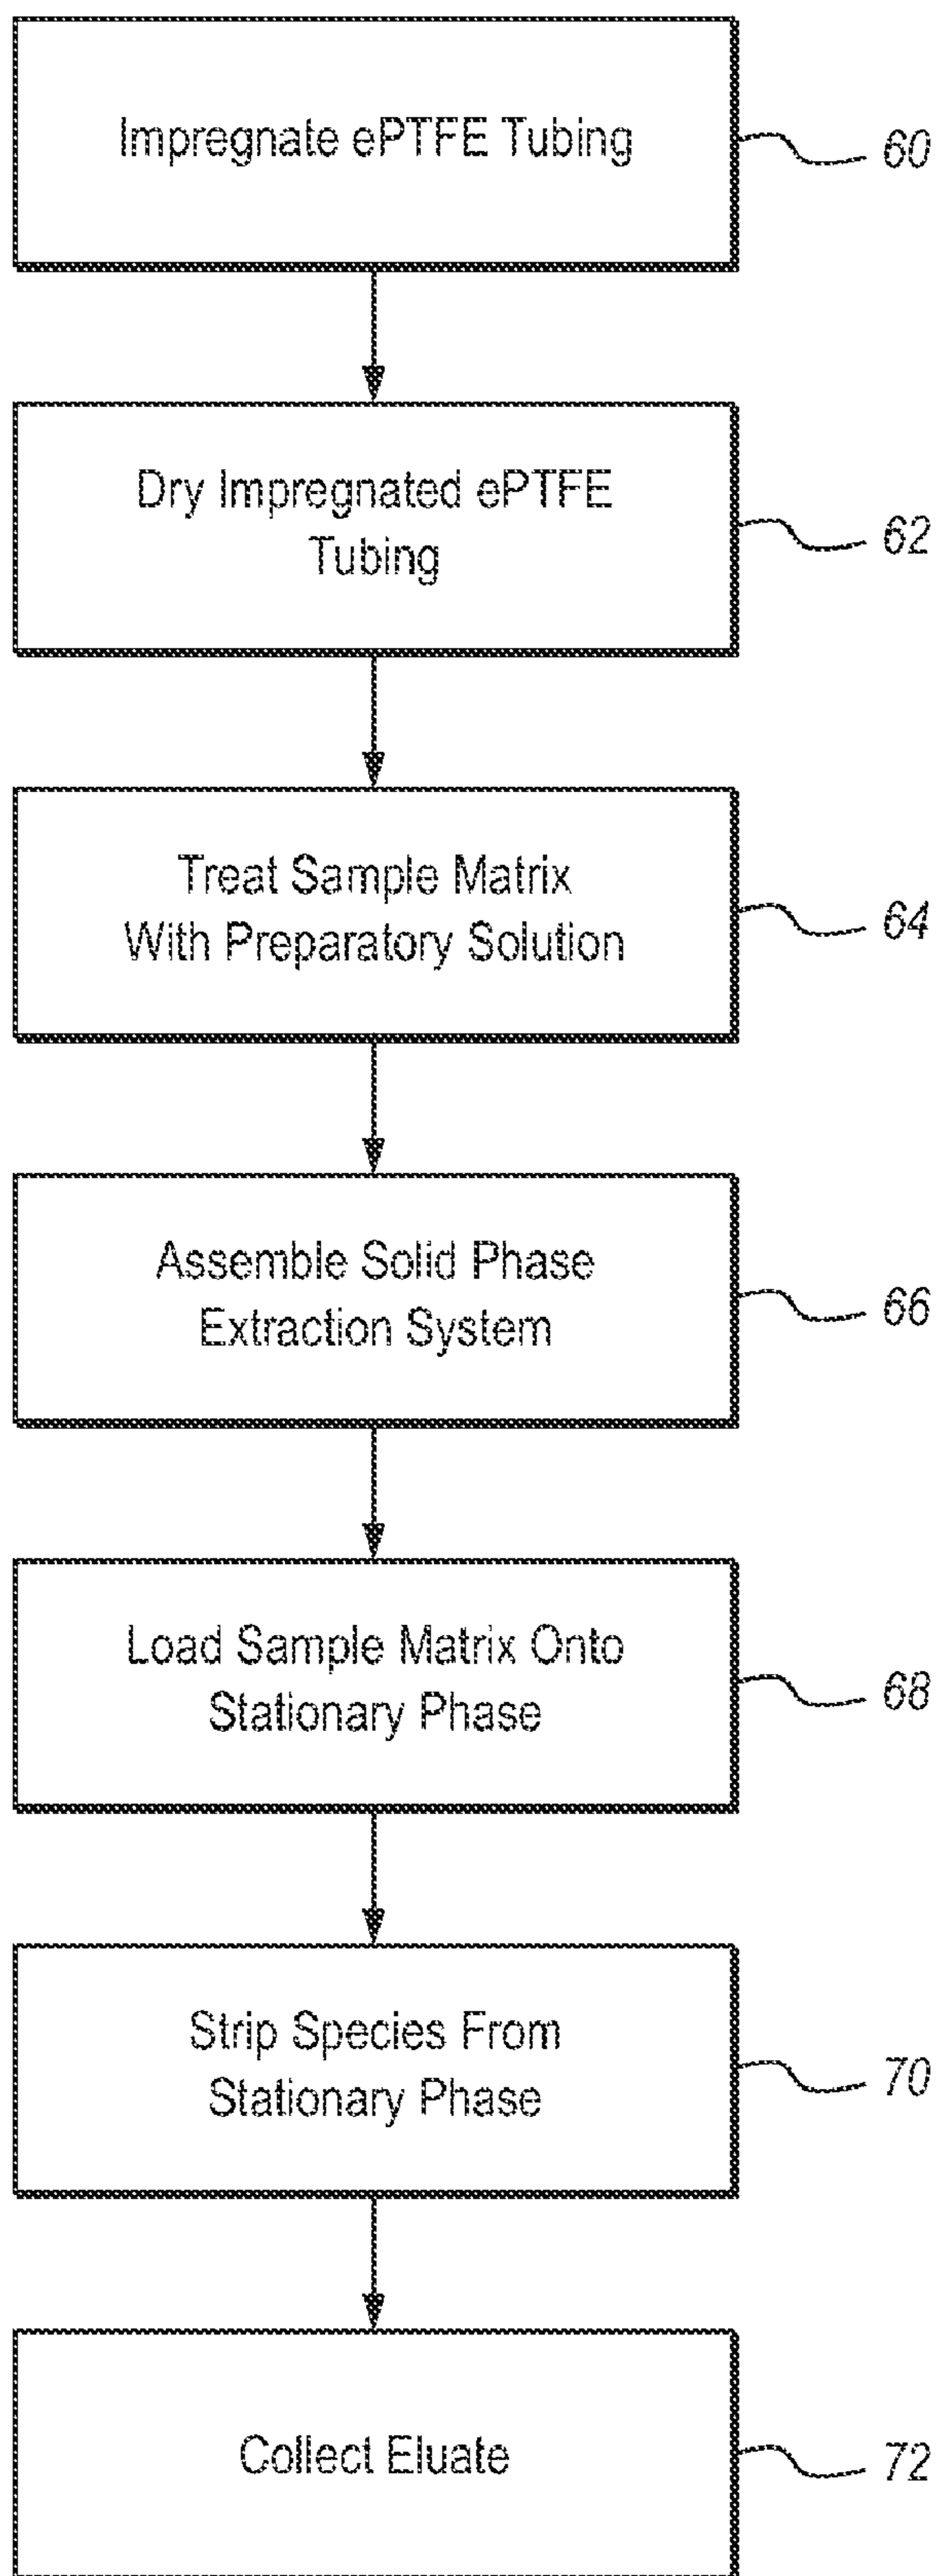 Impregnate ePTFE Tubing
60
Dry Impregnated ePTFE
Tubing
62
Treat Sample Matrix
With Preparatory Solution
64
Assemble Solid Phase
Extraction System
66
Load Sample Matrix Onto
Stationary Phase
68
Strip Species From
Stationary Phase
70
Collect Eluate
72